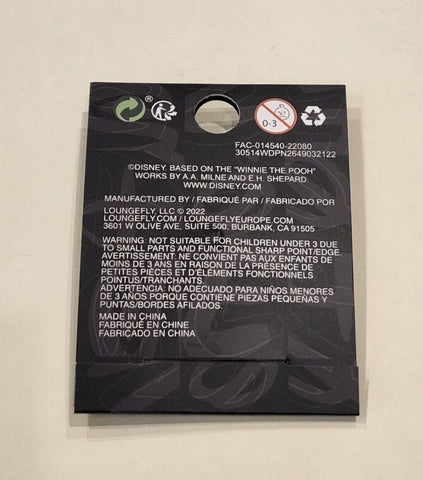 ®
0-3
FAC-014540-22080
30514WDPN2649032122
©DISNEY. BASED ON THE "WINNIE THE POOH"
WORKS BY A.A. MILNE AND E.H. SHEPARD.
WWW.DISNEY.COM
MANUFACTURED BY / FABRIQUÉ PAR / FABRICADO POR
LOUNGEFLY, LLC © 2022
LOUNGEFLY.COM / LOUNGEFLYEUROPE.COM
3601 W OLIVE AVE, SUITE 500, BURBANK, CA 91505
WARNING: NOT SUITABLE FOR CHILDREN UNDER 3 DUE
TO SMALL PARTS AND FUNCTIONAL SHARP POINT/EDGE.
AVERTISSEMENT: NE CONVIENT PAS AUX ENFANTS DE
MOINS DE 3 ANS EN RAISON DE LA PRÉSENCE DE
PETITES PIÈCES ET D'ÉLÉMENTS FONCTIONNELS
POINTUS/TRANCHANTS.
ADVERTENCIA: NO ADECUADO PARA NIÑOS MENORES
DE 3 AÑOS PORQUE CONTIENE PIEZAS PEQUEÑAS Y
PUNTAS/BORDES AFILADOS.
MADE IN CHINA
FABRIQUÉ EN CHINE
FABRICADO EN CHINA